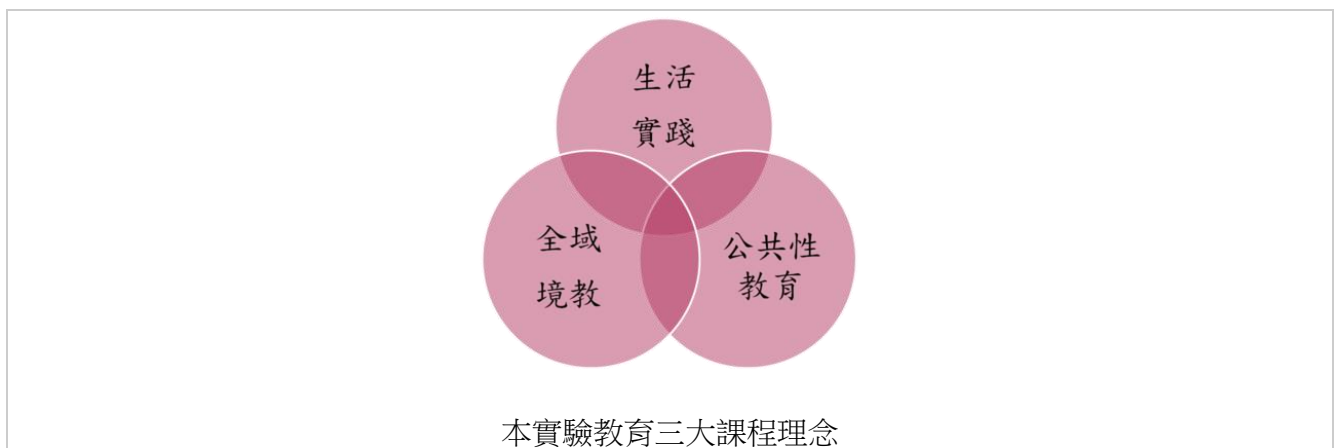 生活
實踐
全域
境教
公共性
教育
本實驗教育三大課程理念